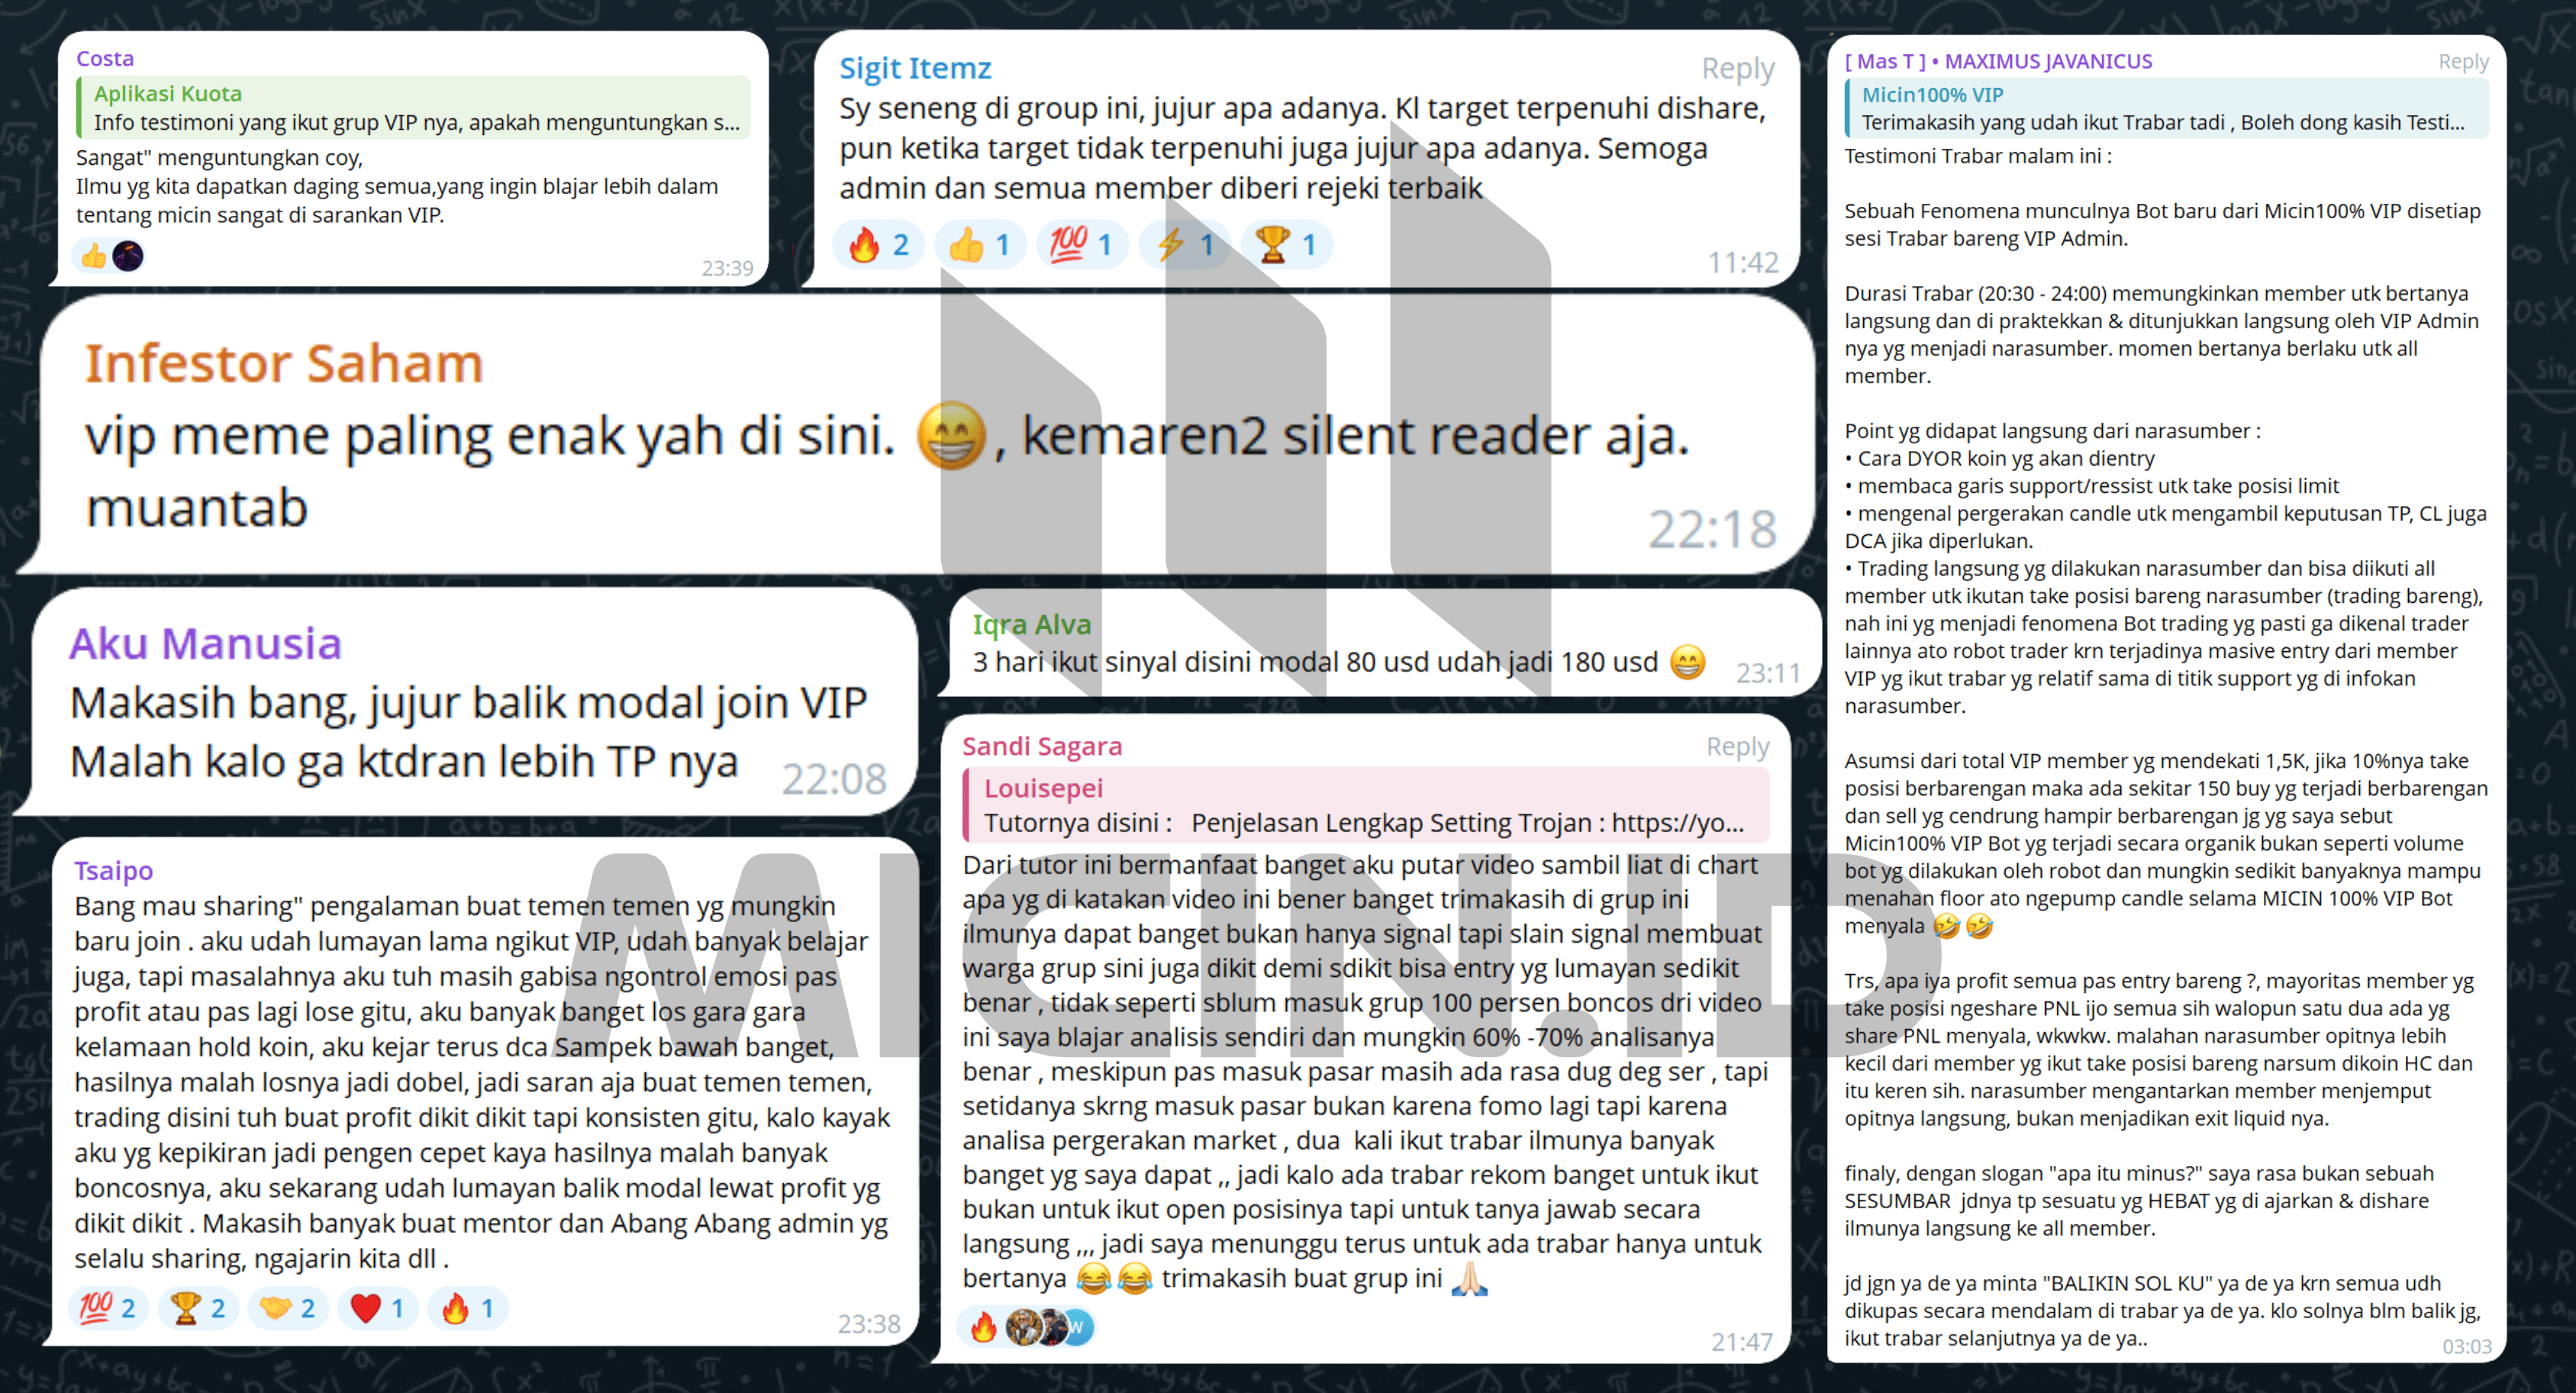 Costa
Aplikasi Kuota
Info testimoni yang ikut grup VIP nya, apakah menguntungkan s...
Sangat" menguntungkan coy,
Ilmu yg kita dapatkan daging semua,yang ingin blajar lebih dalam
tentang micin sangat di sarankan VIP.
👍
23:39
Sigit Itemz
Reply
Sy seneng di group ini, jujur apa adanya. Kl target terpenuhi dishare,
pun ketika target tidak terpenuhi juga jujur apa adanya. Semoga
admin dan semua member diberi rejeki terbaik
🔥 2 👍 1 💯 1 ⚡ 1 🏆 1
11:42
Infestor Saham
vip meme paling enak yah di sini. 😁, kemaren2 silent reader aja.
muantab
22:18
Aku Manusia
Makasih bang, jujur balik modal join VIP
Malah kalo ga ktdran lebih TP nya
22:08
Iqra Alva
3 hari ikut sinyal disini modal 80 usd udah jadi 180 usd 😁
23:11
Tsaipo
Bang mau sharing" pengalaman buat temen temen yg mungkin
baru join . aku udah lumayan lama ngikut VIP, udah banyak belajar
juga, tapi masalahnya aku tuh masih gabisa ngontrol emosi pas
profit atau pas lagi lose gitu, aku banyak banget los gara gara
kelamaan hold koin, aku kejar terus dca Sampek bawah banget,
hasilnya malah losnya jadi dobel, jadi saran aja buat temen temen,
trading disini tuh buat profit dikit dikit tapi konsisten gitu, kalo kayak
aku yg kepikiran jadi pengen cepet kaya hasilnya malah banyak
boncosnya, aku sekarang udah lumayan balik modal lewat profit yg
dikit dikit . Makasih banyak buat mentor dan Abang Abang admin yg
selalu sharing, ngajarin kita dll .
💯 2 🏆 2 🤝 2 ❤️ 1 🔥 1
23:38
Sandi Sagara
Reply
Louisepei
Tutornya disini : Penjelasan Lengkap Setting Trojan : https://yo...
Dari tutor ini bermanfaat banget aku putar video sambil liat di chart
apa yg di katakan video ini bener banget trimakasih di grup ini
ilmunya dapat banget bukan hanya signal tapi slain signal membuat
warga grup sini juga dikit demi sdikit bisa entry yg lumayan sedikit
benar , tidak seperti sblum masuk grup 100 persen boncos dri video
ini saya blajar analisis sendiri dan mungkin 60% -70% analisanya
benar , meskipun pas masuk pasar masih ada rasa dug deg ser , tapi
setidanya skrng masuk pasar bukan karena fomo lagi tapi karena
analisa pergerakan market , dua kali ikut trabar ilmunya banyak
banget yg saya dapat ,, jadi kalo ada trabar rekom banget untuk ikut
bukan untuk ikut open posisinya tapi untuk tanya jawab secara
langsung ,,, jadi saya menunggu terus untuk ada trabar hanya untuk
bertanya 😂😂 trimakasih buat grup ini 🙏🏻
🔥 W
21:47
[ Mas T ] • MAXIMUS JAVANICUS
Reply
Micin100% VIP
Terimakasih yang udah ikut Trabar tadi , Boleh dong kasih Testi...
Testimoni Trabar malam ini :
Sebuah Fenomena munculnya Bot baru dari Micin100% VIP disetiap
sesi Trabar bareng VIP Admin.
Durasi Trabar (20:30 - 24:00) memungkinkan member utk bertanya
langsung dan di praktekkan & ditunjukkan langsung oleh VIP Admin
nya yg menjadi narasumber. momen bertanya berlaku utk all
member.
Point yg didapat langsung dari narasumber :
• Cara DYOR koin yg akan dientry
• membaca garis support/ressist utk take posisi limit
• mengenal pergerakan candle utk mengambil keputusan TP, CL juga
DCA jika diperlukan.
• Trading langsung yg dilakukan narasumber dan bisa diikuti all
member utk ikutan take posisi bareng narasumber (trading bareng),
nah ini yg menjadi fenomena Bot trading yg pasti ga dikenal trader
lainnya ato robot trader krn terjadinya masive entry dari member
VIP yg ikut trabar yg relatif sama di titik support yg di infokan
narasumber.
Asumsi dari total VIP member yg mendekati 1,5K, jika 10%nya take
posisi berbarengan maka ada sekitar 150 buy yg terjadi berbarengan
dan sell yg cendrung hampir berbarengan jg yg saya sebut
Micin100% VIP Bot yg terjadi secara organik bukan seperti volume
bot yg dilakukan oleh robot dan mungkin sedikit banyaknya mampu
menahan floor ato ngepump candle selama MICIN 100% VIP Bot
menyala 🤣🤣
Trs, apa iya profit semua pas entry bareng ?, mayoritas member yg
take posisi ngeshare PNL ijo semua sih walopun satu dua ada yg
share PNL menyala, wkwkw. malahan narasumber opitnya lebih
kecil dari member yg ikut take posisi bareng narsum dikoin HC dan
itu keren sih. narasumber mengantarkan member menjemput
opitnya langsung, bukan menjadikan exit liquid nya.
finaly, dengan slogan "apa itu minus?" saya rasa bukan sebuah
SESUMBAR jdnya tp sesuatu yg HEBAT yg di ajarkan & dishare
ilmunya langsung ke all member.
jd jgn ya de ya minta "BALIKIN SOL KU" ya de ya krn semua udh
dikupas secara mendalam di trabar ya de ya. klo solnya blm balik jg,
ikut trabar selanjutnya ya de ya..
03:03
MICIN.ID